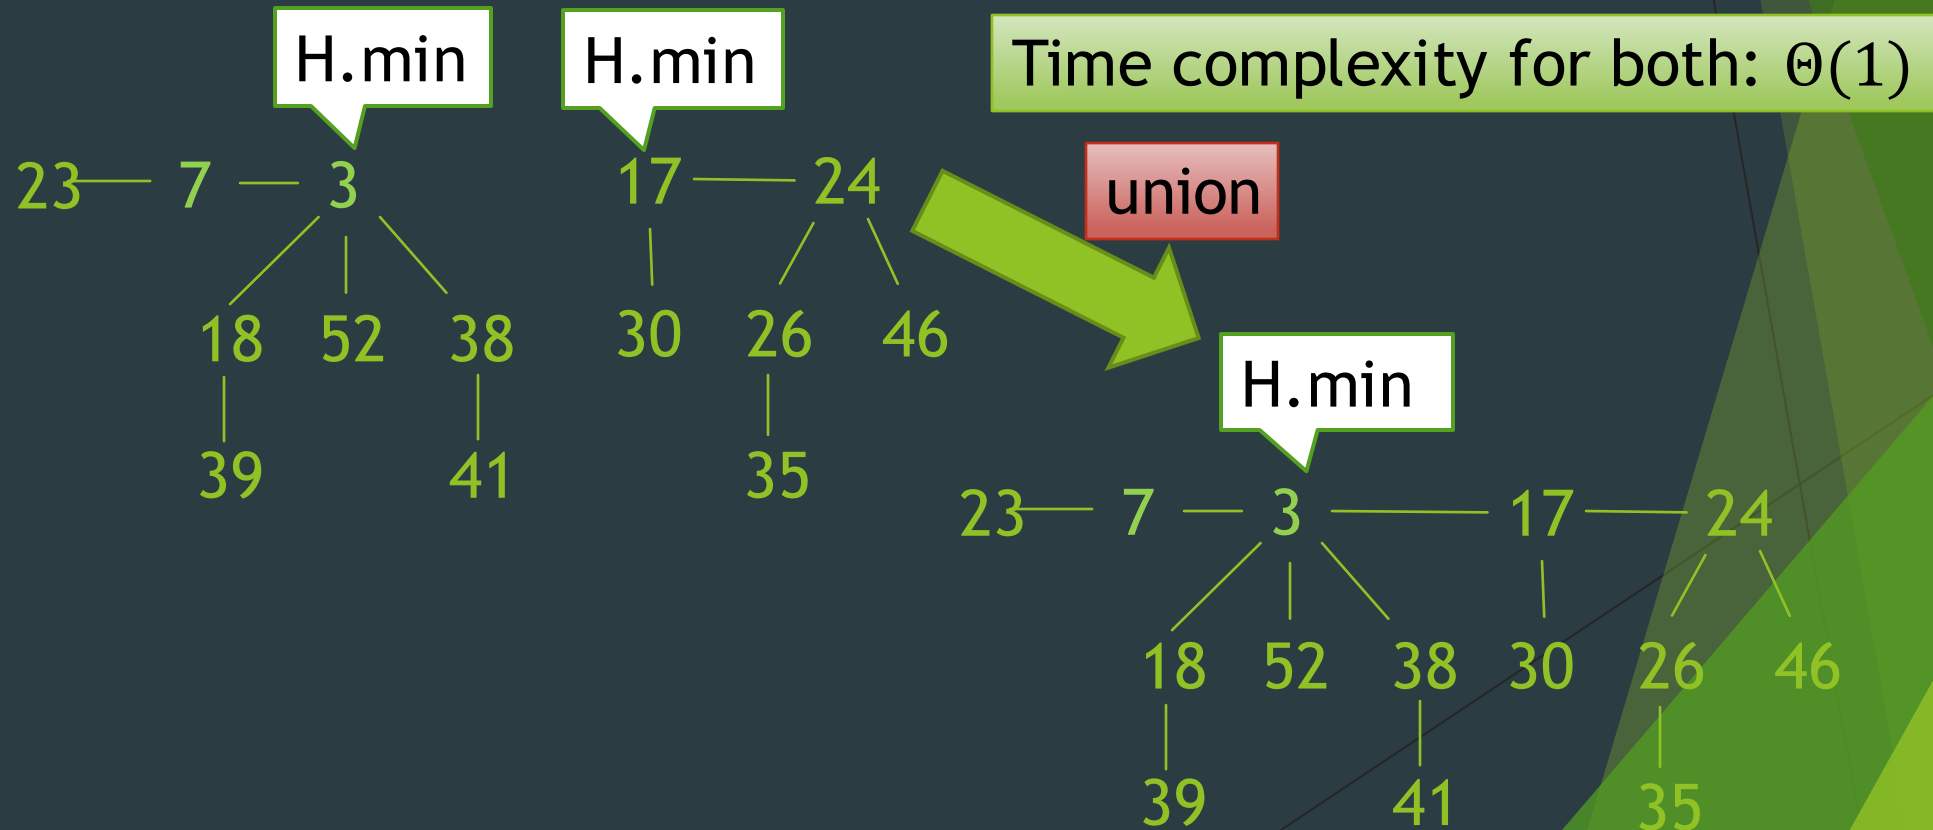 H.min
H.min
Time complexity for both: Θ(1)
23 7 3
17 24
union
18 52 38
30 26 46
39 41
35
H.min
23 7 3 17 24
18 52 38 30 26 46
39 41 35